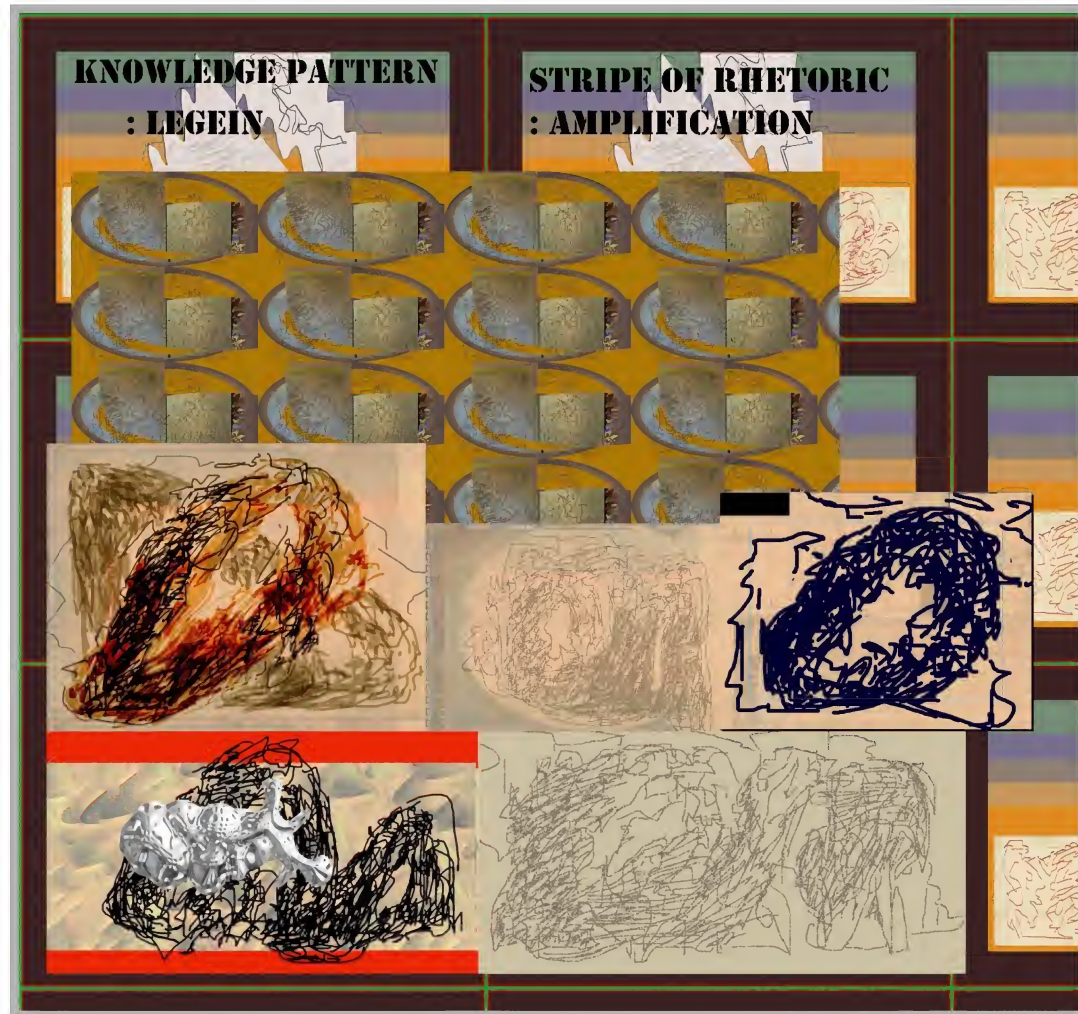 KNOWLEDGE PATTERN
: LEGEIN
STRIPE OF RHETORIC
: AMPLIFICATION